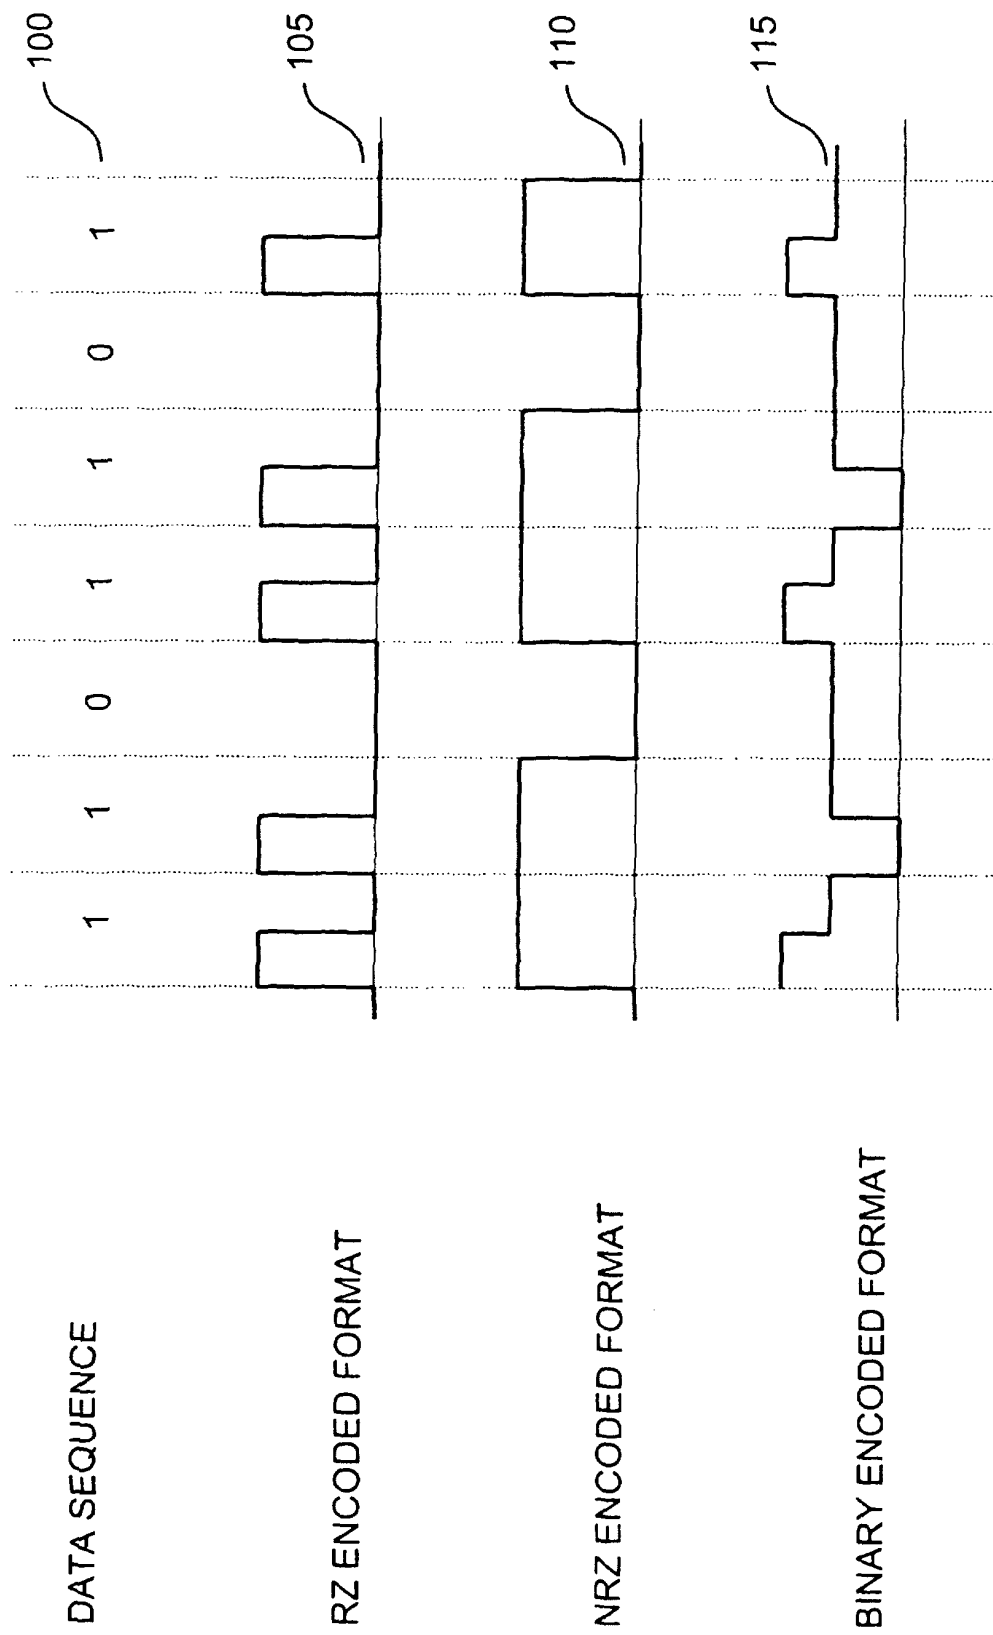 DATA SEQUENCE 1 1 0 1 1 0 1 100
RZ ENCODED FORMAT 105
NRZ ENCODED FORMAT 110
BINARY ENCODED FORMAT 115